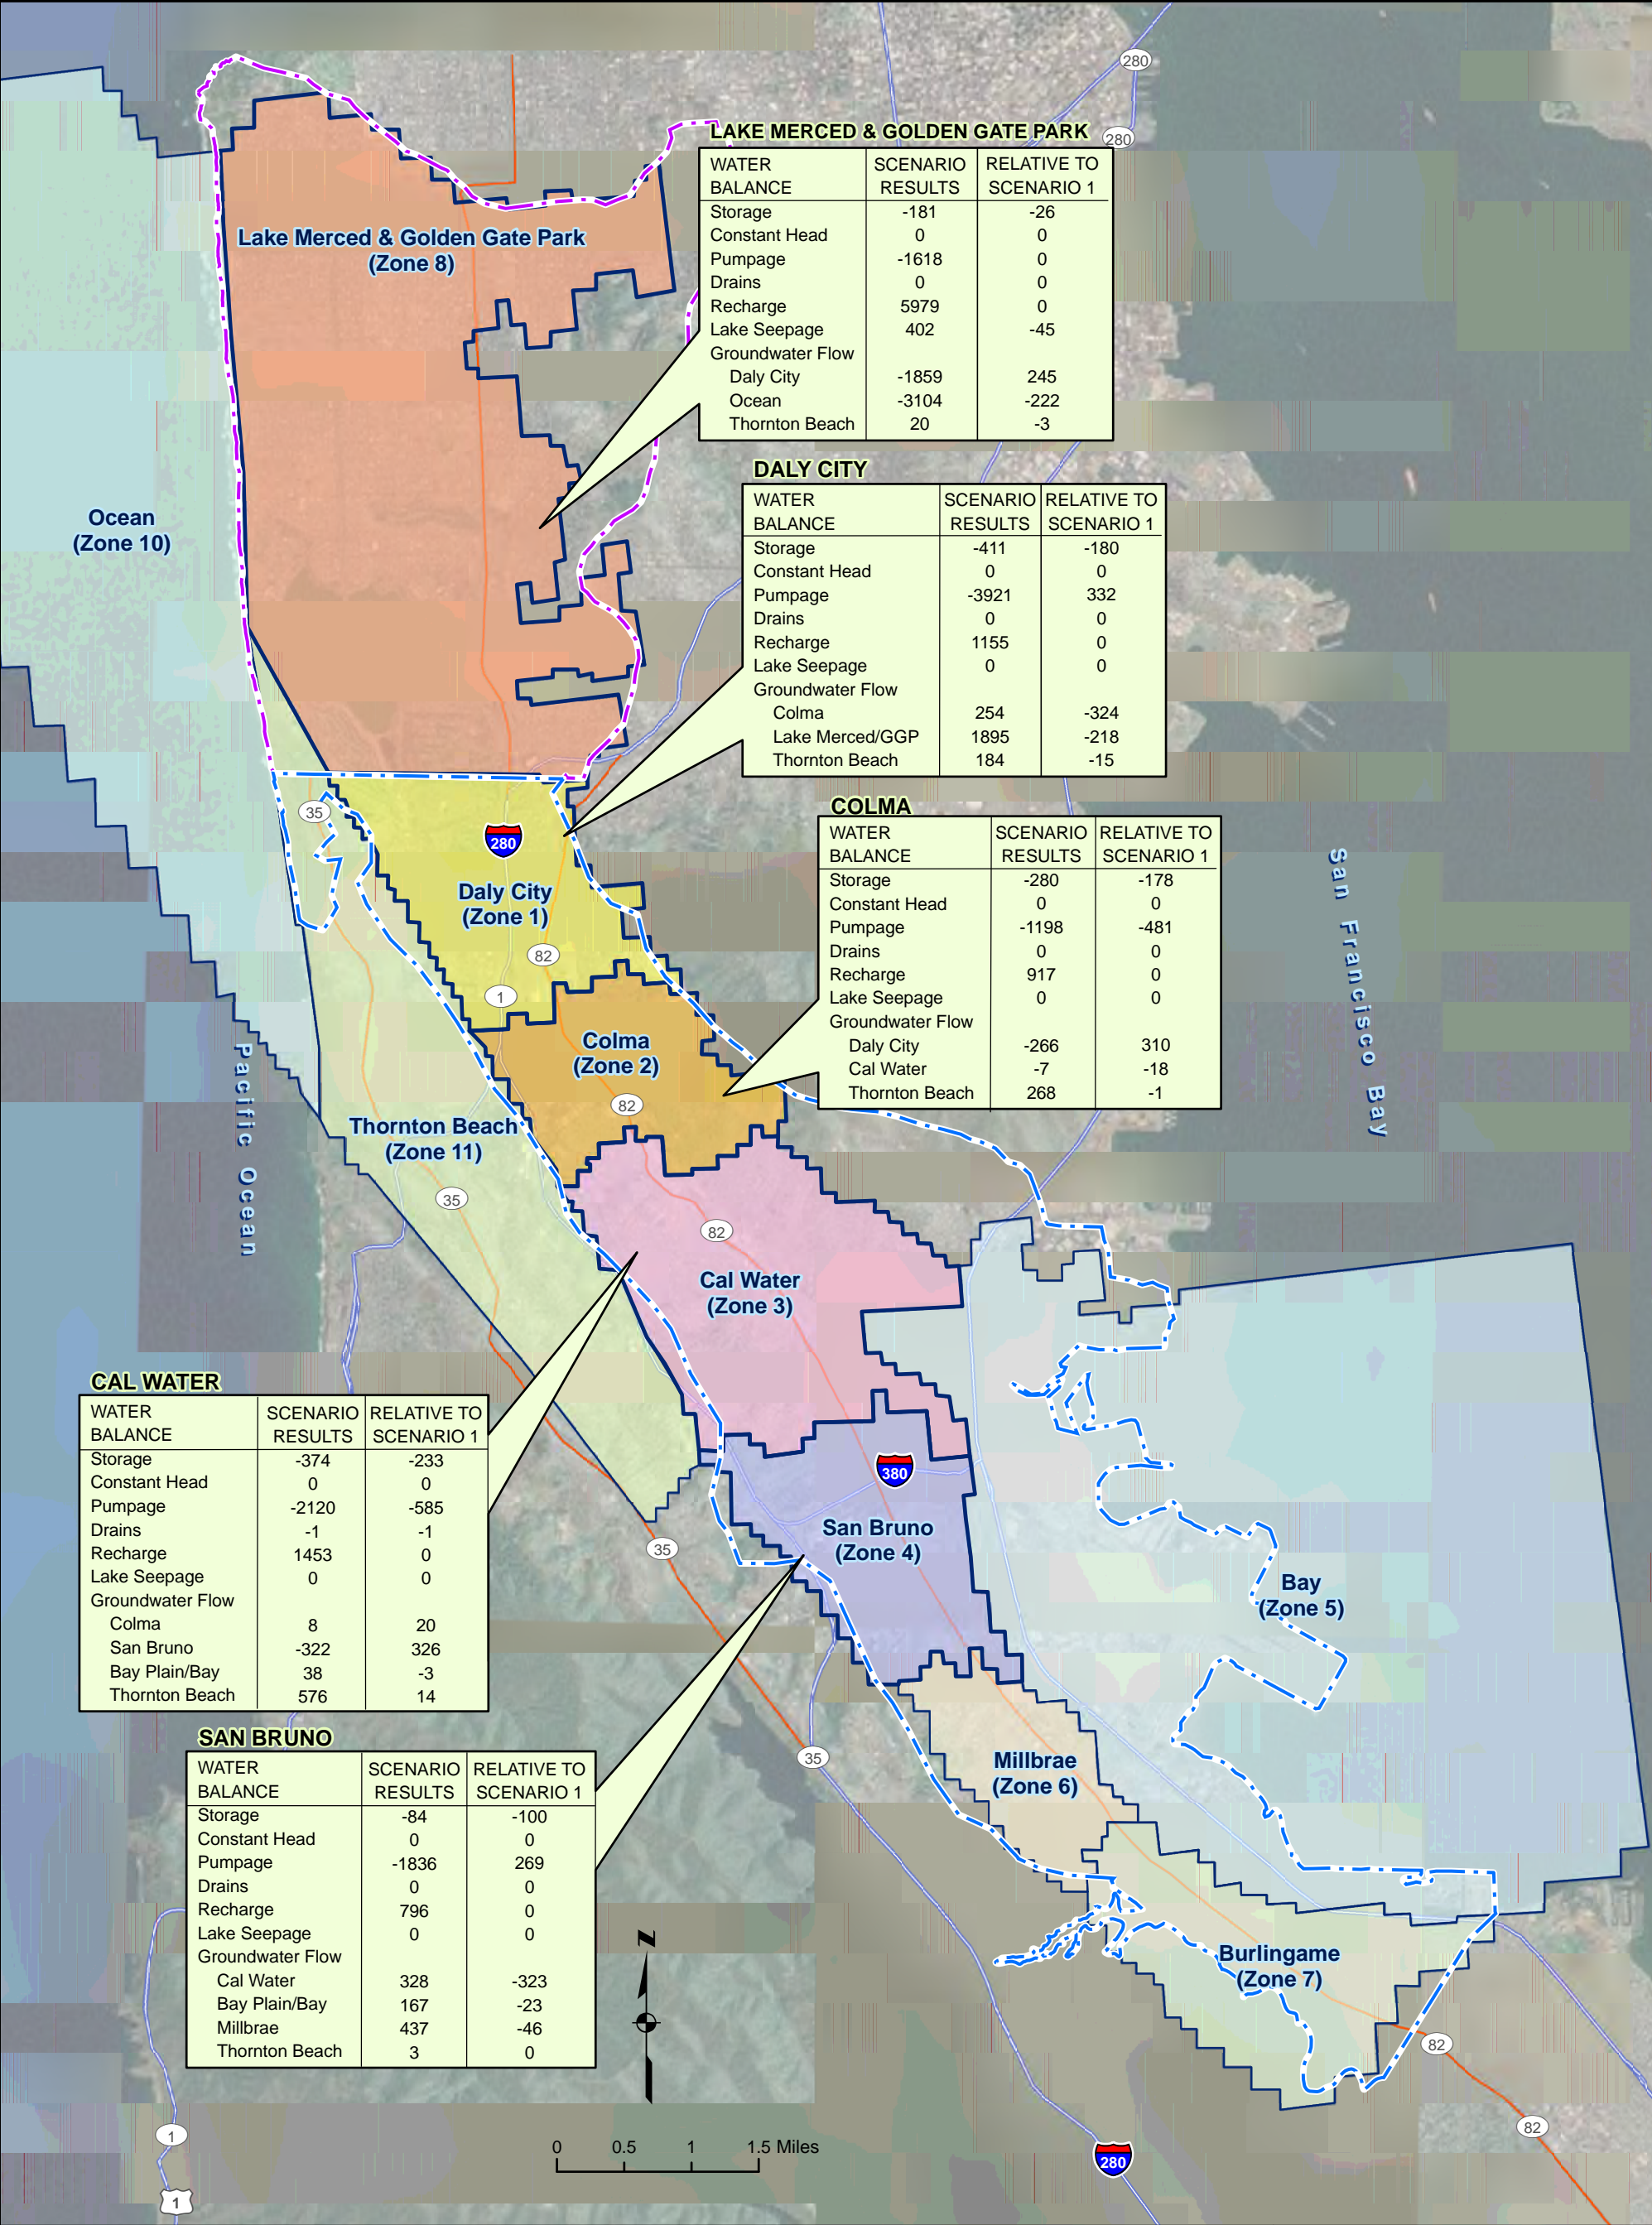 280
280
LAKE MERCED & GOLDEN GATE PARK
WATER BALANCE SCENARIO RESULTS RELATIVE TO SCENARIO 1
Storage -181 -26
Constant Head 0 0
Pumpage -1618 0
Drains 0 0
Recharge 5979 0
Lake Seepage 402 -45
Groundwater Flow
Daly City -1859 245
Ocean -3104 -222
Thornton Beach 20 -3
Lake Merced & Golden Gate Park
(Zone 8)
DALY CITY
WATER BALANCE SCENARIO RESULTS RELATIVE TO SCENARIO 1
Storage -411 -180
Constant Head 0 0
Pumpage -3921 332
Drains 0 0
Recharge 1155 0
Lake Seepage 0 0
Groundwater Flow
Colma 254 -324
Lake Merced/GGP 1895 -218
Thornton Beach 184 -15
Ocean
(Zone 10)
COLMA
WATER BALANCE SCENARIO RESULTS RELATIVE TO SCENARIO 1
Storage -280 -178
Constant Head 0 0
Pumpage -1198 -481
Drains 0 0
Recharge 917 0
Lake Seepage 0 0
Groundwater Flow
Daly City -266 310
Cal Water -7 -18
Thornton Beach 268 -1
35
280
Daly City
(Zone 1)
82
1
San Francisco Bay
Colma
(Zone 2)
82
Pacific Ocean
Thornton Beach
(Zone 11)
35
82
Cal Water
(Zone 3)
CAL WATER
WATER BALANCE SCENARIO RESULTS RELATIVE TO SCENARIO 1
Storage -374 -233
Constant Head 0 0
Pumpage -2120 -585
Drains -1 -1
Recharge 1453 0
Lake Seepage 0 0
Groundwater Flow
Colma 8 20
San Bruno -322 326
Bay Plain/Bay 38 -3
Thornton Beach 576 14
380
San Bruno
(Zone 4)
35
Bay
(Zone 5)
SAN BRUNO
WATER BALANCE SCENARIO RESULTS RELATIVE TO SCENARIO 1
Storage -84 -100
Constant Head 0 0
Pumpage -1836 269
Drains 0 0
Recharge 796 0
Lake Seepage 0 0
Groundwater Flow
Cal Water 328 -323
Bay Plain/Bay 167 -23
Millbrae 437 -46
Thornton Beach 3 0
35
Millbrae
(Zone 6)
N
Burlingame
(Zone 7)
82
82
1
1
280
0 0.5 1 1.5 Miles